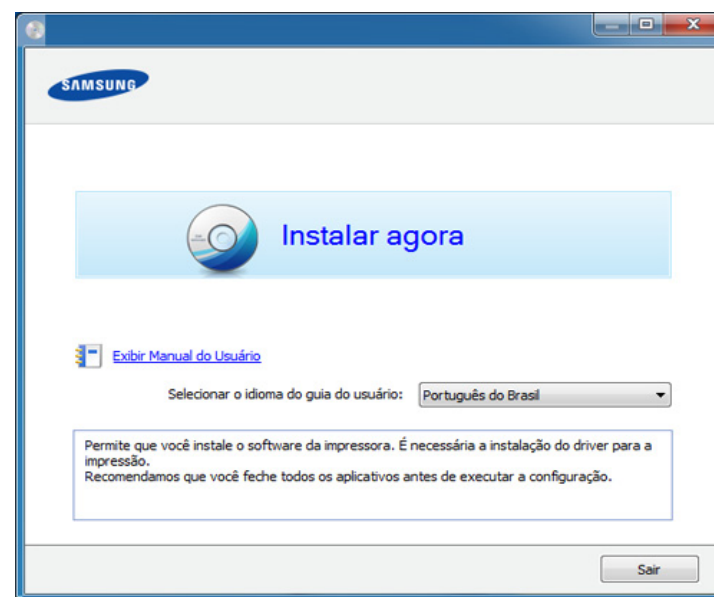 SAMSUNG
Instalar agora
Exibir Manual do Usuário
Selecionar o idioma do guia do usuário: Português do Brasil
Permite que você instale o software da impressora. É necessária a instalação do driver para a
impressão.
Recomendamos que você feche todos os aplicativos antes de executar a configuração.
Sair